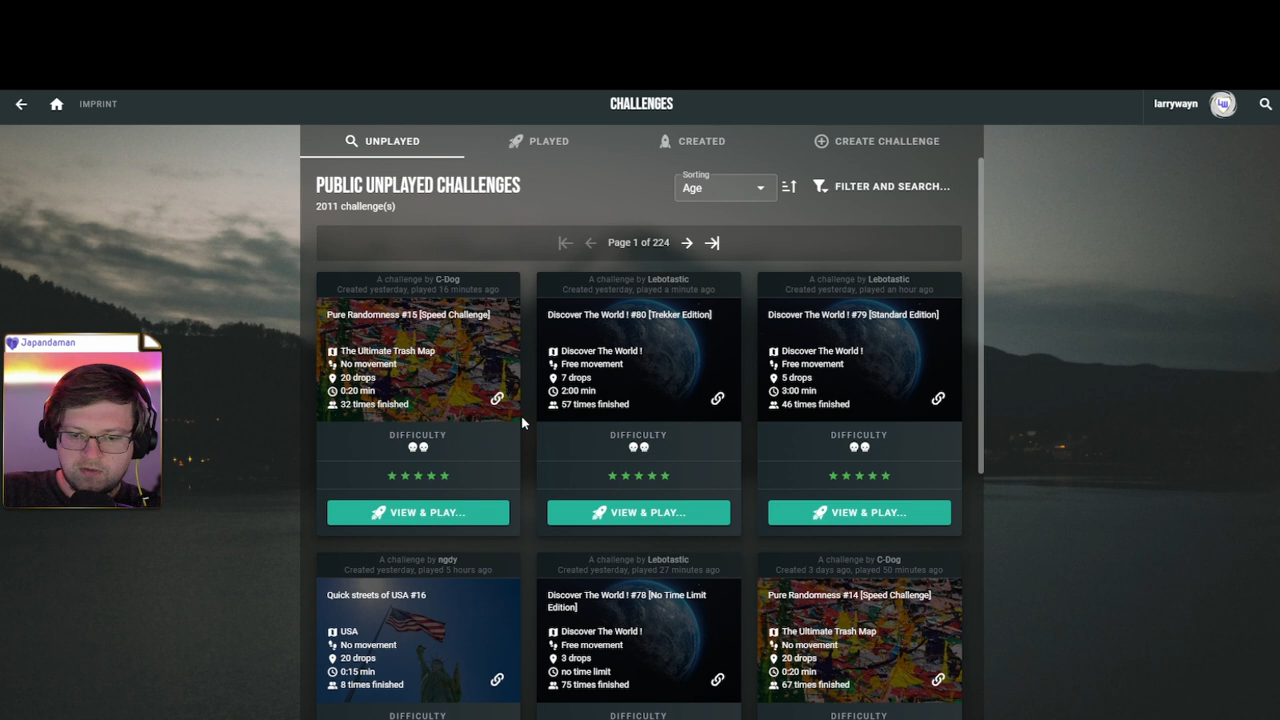 IMPRINT
CHALLENGES
larrywayn
LW
UNPLAYED
PLAYED
CREATED
CREATE CHALLENGE
PUBLIC UNPLAYED CHALLENGES
2011 challenge(s)
Sorting
Age
FILTER AND SEARCH...
Page 1 of 224
A challenge by C-Dog
Created yesterday, played 16 minutes ago
Pure Randomness #15 [Speed Challenge]
The Ultimate Trash Map
No movement
20 drops
0:20 min
32 times finished
DIFFICULTY
VIEW & PLAY...
A challenge by Lebotastic
Created yesterday, played a minute ago
Discover The World ! #80 [Trekker Edition]
Discover The World !
Free movement
7 drops
2:00 min
57 times finished
DIFFICULTY
VIEW & PLAY...
A challenge by Lebotastic
Created yesterday, played an hour ago
Discover The World ! #79 [Standard Edition]
Discover The World !
Free movement
5 drops
3:00 min
46 times finished
DIFFICULTY
VIEW & PLAY...
Japandaman
A challenge by ngdy
Created yesterday, played 5 hours ago
Quick streets of USA #16
USA
No movement
20 drops
0:15 min
8 times finished
DIFFICULTY
A challenge by Lebotastic
Created yesterday, played 27 minutes ago
Discover The World ! #78 [No Time Limit
Edition]
Discover The World !
Free movement
3 drops
no time limit
75 times finished
DIFFICULTY
A challenge by C-Dog
Created 3 days ago, played 50 minutes ago
Pure Randomness #14 [Speed Challenge]
The Ultimate Trash Map
No movement
20 drops
0:20 min
67 times finished
DIFFICULTY